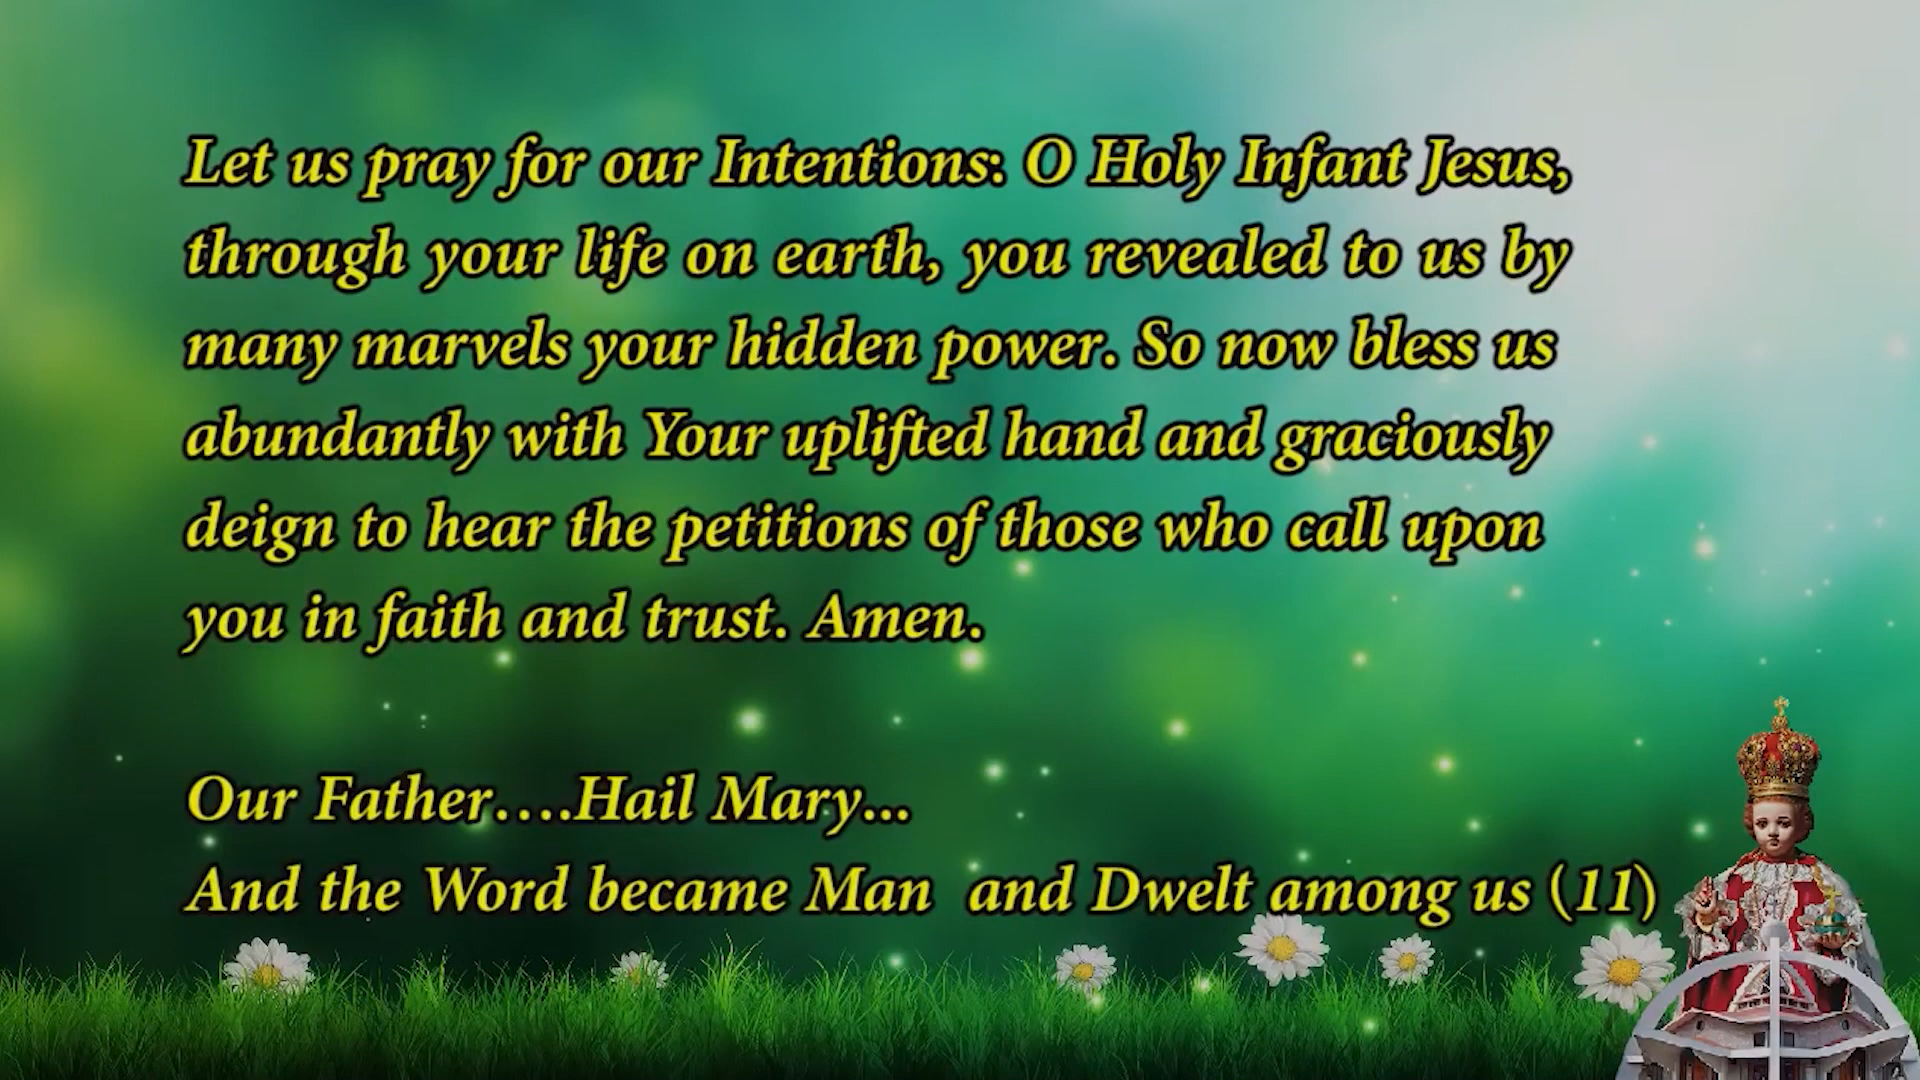 Let us pray for our Intentions: O Holy Infant Jesus,
through your life on earth, you revealed to us by
many marvels your hidden power. So now bless us
abundantly with Your uplifted hand and graciously
deign to hear the petitions of those who call upon
you in faith and trust. Amen.
Our Father….Hail Mary...
And the Word became Man  and Dwelt among us (11)